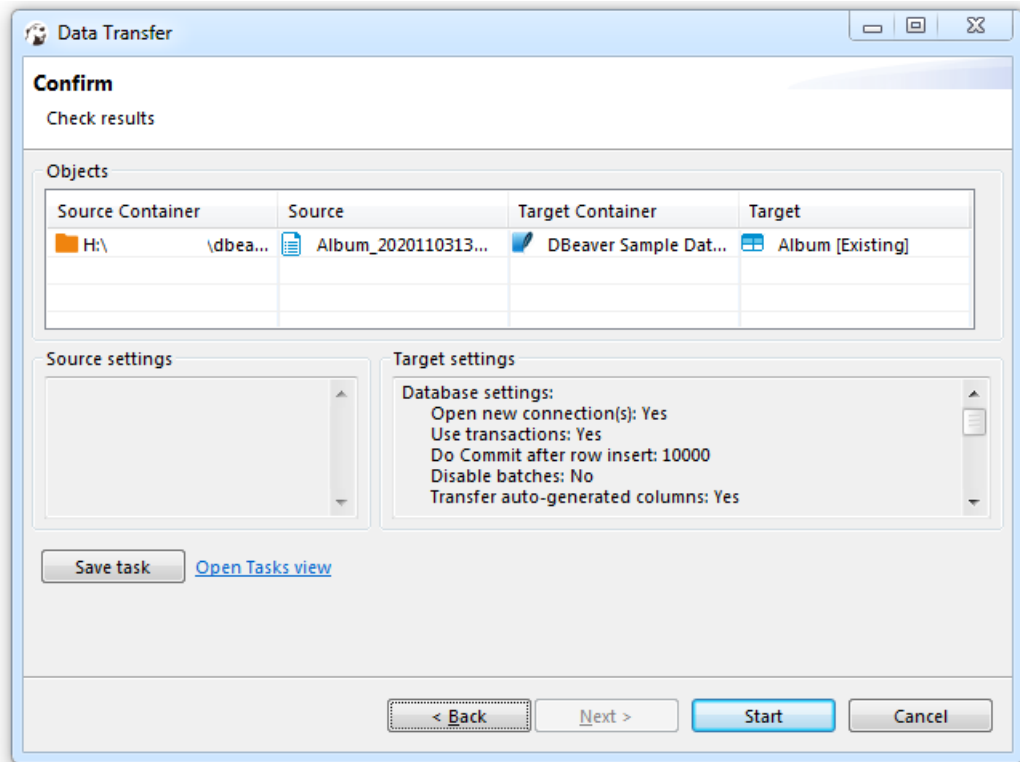 Data Transfer
Confirm
Check results
Objects
Source Container Source Target Container Target
H:\ \dbea... Album_2020110313... DBeaver Sample Dat... Album [Existing]
Source settings Target settings
Database settings:
Open new connection(s): Yes
Use transactions: Yes
Do Commit after row insert: 10000
Disable batches: No
Transfer auto-generated columns: Yes
Save task Open Tasks view
< Back Next > Start Cancel